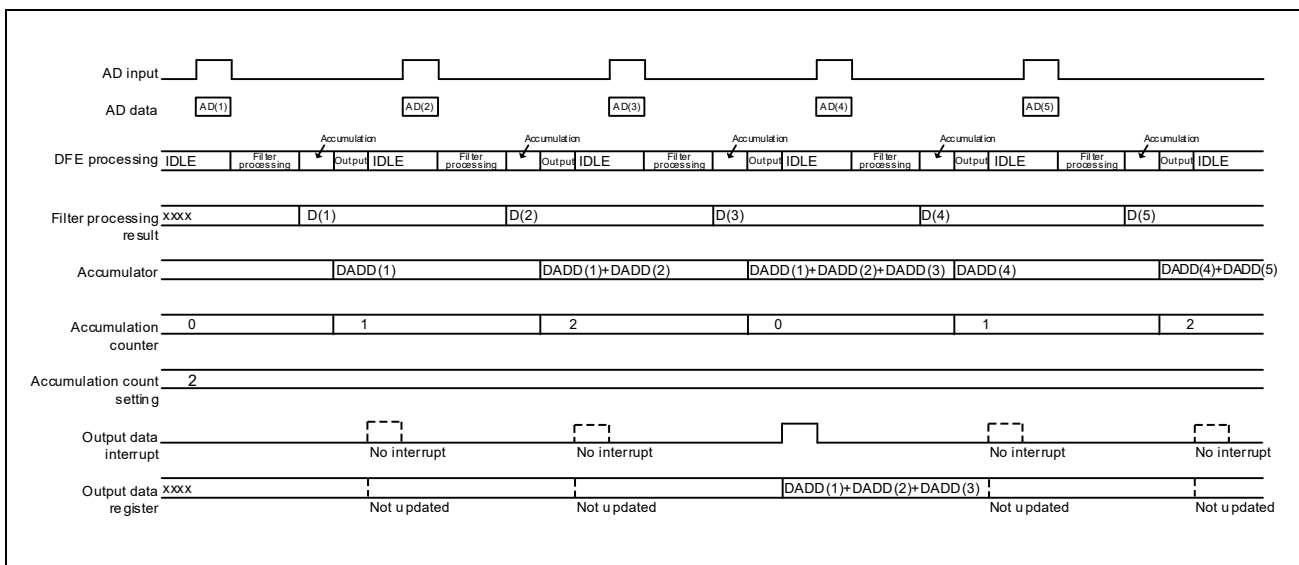 AD input
AD data AD(1) AD(2) AD(3) AD(4) AD(5)
Accumulation Accumulation Accumulation Accumulation Accumulation
DFE processing IDLE Filter processing Output IDLE Filter processing Output IDLE Filter processing Output IDLE Filter processing Output IDLE Filter processing Output IDLE
Filter processing result xxxx D(1) D(2) D(3) D(4) D(5)
Accumulator DADD(1) DADD(1)+DADD(2) DADD(1)+DADD(2)+DADD(3) DADD(4) DADD(4)+DADD(5)
Accumulation counter 0 1 2 0 1 2
Accumulation count setting 2
Output data interrupt No interrupt No interrupt No interrupt No interrupt
Output data register xxxx DADD(1)+DADD(2)+DADD(3)
Not updated Not updated Not updated Not updated